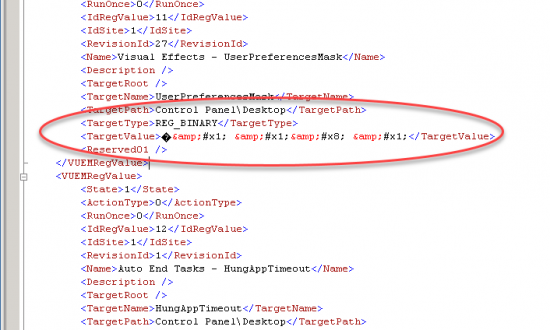 <RunOnce>0</RunOnce>
<IdRegValue>11</IdRegValue>
<IdSite>1</IdSite>
<RevisionId>27</RevisionId>
<Name>Visual Effects - UserPreferencesMask</Name>
<Description />
<TargetRoot />
<TargetName>UserPreferencesMask</TargetName>
<TargetPath>Control Panel\Desktop</TargetPath>
<TargetType>REG_BINARY</TargetType>
<TargetValue>�&amp;#x1; &amp;#x1;&amp;#x8; &amp;#x1;</TargetValue>
<Reserved01 />
</VUEMRegValue>
<VUEMRegValue>
<State>1</State>
<ActionType>0</ActionType>
<RunOnce>0</RunOnce>
<IdRegValue>12</IdRegValue>
<IdSite>1</IdSite>
<RevisionId>1</RevisionId>
<Name>Auto End Tasks - HungAppTimeout</Name>
<Description />
<TargetRoot />
<TargetName>HungAppTimeout</TargetName>
<TargetPath>Control Panel\Desktop</TargetPath>